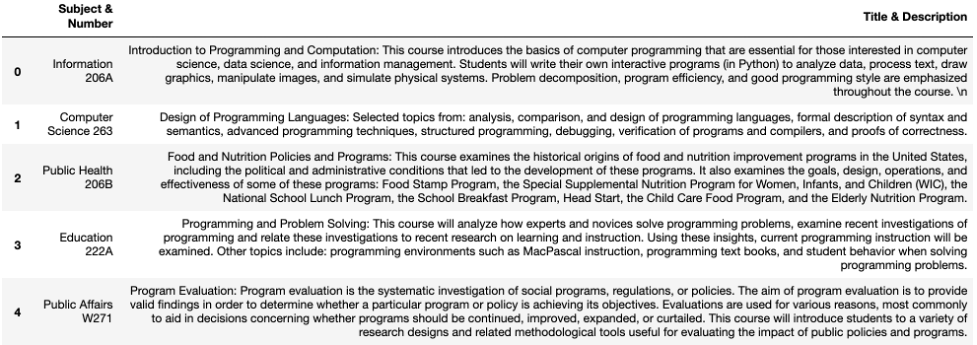 Subject &
Number
Title & Description
0
Information
206A
Introduction to Programming and Computation: This course introduces the basics of computer programming that are essential for those interested in computer
science, data science, and information management. Students will write their own interactive programs (in Python) to analyze data, process text, draw
graphics, manipulate images, and simulate physical systems. Problem decomposition, program efficiency, and good programming style are emphasized
throughout the course. \n
1
Computer
Science 263
Design of Programming Languages: Selected topics from: analysis, comparison, and design of programming languages, formal description of syntax and
semantics, advanced programming techniques, structured programming, debugging, verification of programs and compilers, and proofs of correctness.
2
Public Health
206B
Food and Nutrition Policies and Programs: This course examines the historical origins of food and nutrition improvement programs in the United States,
including the political and administrative conditions that led to the development of these programs. It also examines the goals, design, operations, and
effectiveness of some of these programs: Food Stamp Program, the Special Supplemental Nutrition Program for Women, Infants, and Children (WIC), the
National School Lunch Program, the School Breakfast Program, Head Start, the Child Care Food Program, and the Elderly Nutrition Program.
3
Education
222A
Programming and Problem Solving: This course will analyze how experts and novices solve programming problems, examine recent investigations of
programming and relate these investigations to recent research on learning and instruction. Using these insights, current programming instruction will be
examined. Other topics include: programming environments such as MacPascal instruction, programming text books, and student behavior when solving
programming problems.
4
Public Affairs
W271
Program Evaluation: Program evaluation is the systematic investigation of social programs, regulations, or policies. The aim of program evaluation is to provide
valid findings in order to determine whether a particular program or policy is achieving its objectives. Evaluations are used for various reasons, most commonly
to aid in decisions concerning whether programs should be continued, improved, expanded, or curtailed. This course will introduce students to a variety of
research designs and related methodological tools useful for evaluating the impact of public policies and programs.